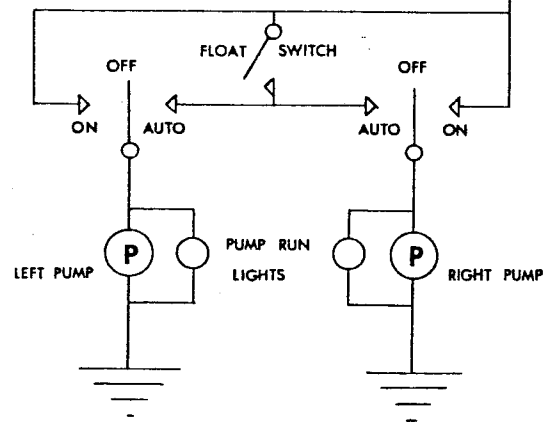 FLOAT SWITCH
OFF
OFF
ON
AUTO
AUTO
ON
P
PUMP RUN
LIGHTS
P
LEFT PUMP
RIGHT PUMP